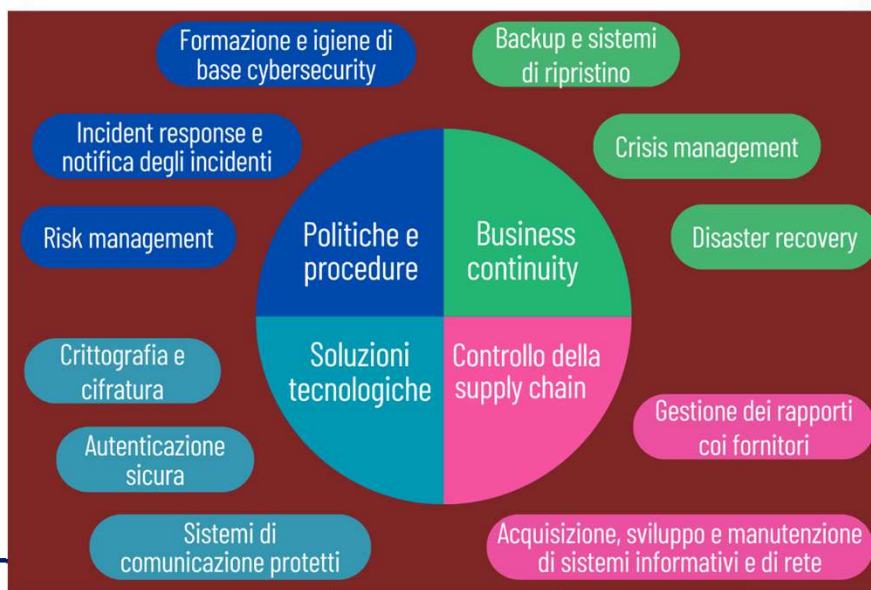 Formazione e igiene di
base cybersecurity
Backup e sistemi
di ripristino
Incident response e
notifica degli incidenti
Crisis management
Risk management
Politiche e
procedure
Business
continuity
Disaster recovery
Crittografia e
cifratura
Soluzioni
tecnologiche
Controllo della
supply chain
Gestione dei rapporti
coi fornitori
Autenticazione
sicura
Sistemi di
comunicazione protetti
Acquisizione, sviluppo e manutenzione
di sistemi informativi e di rete